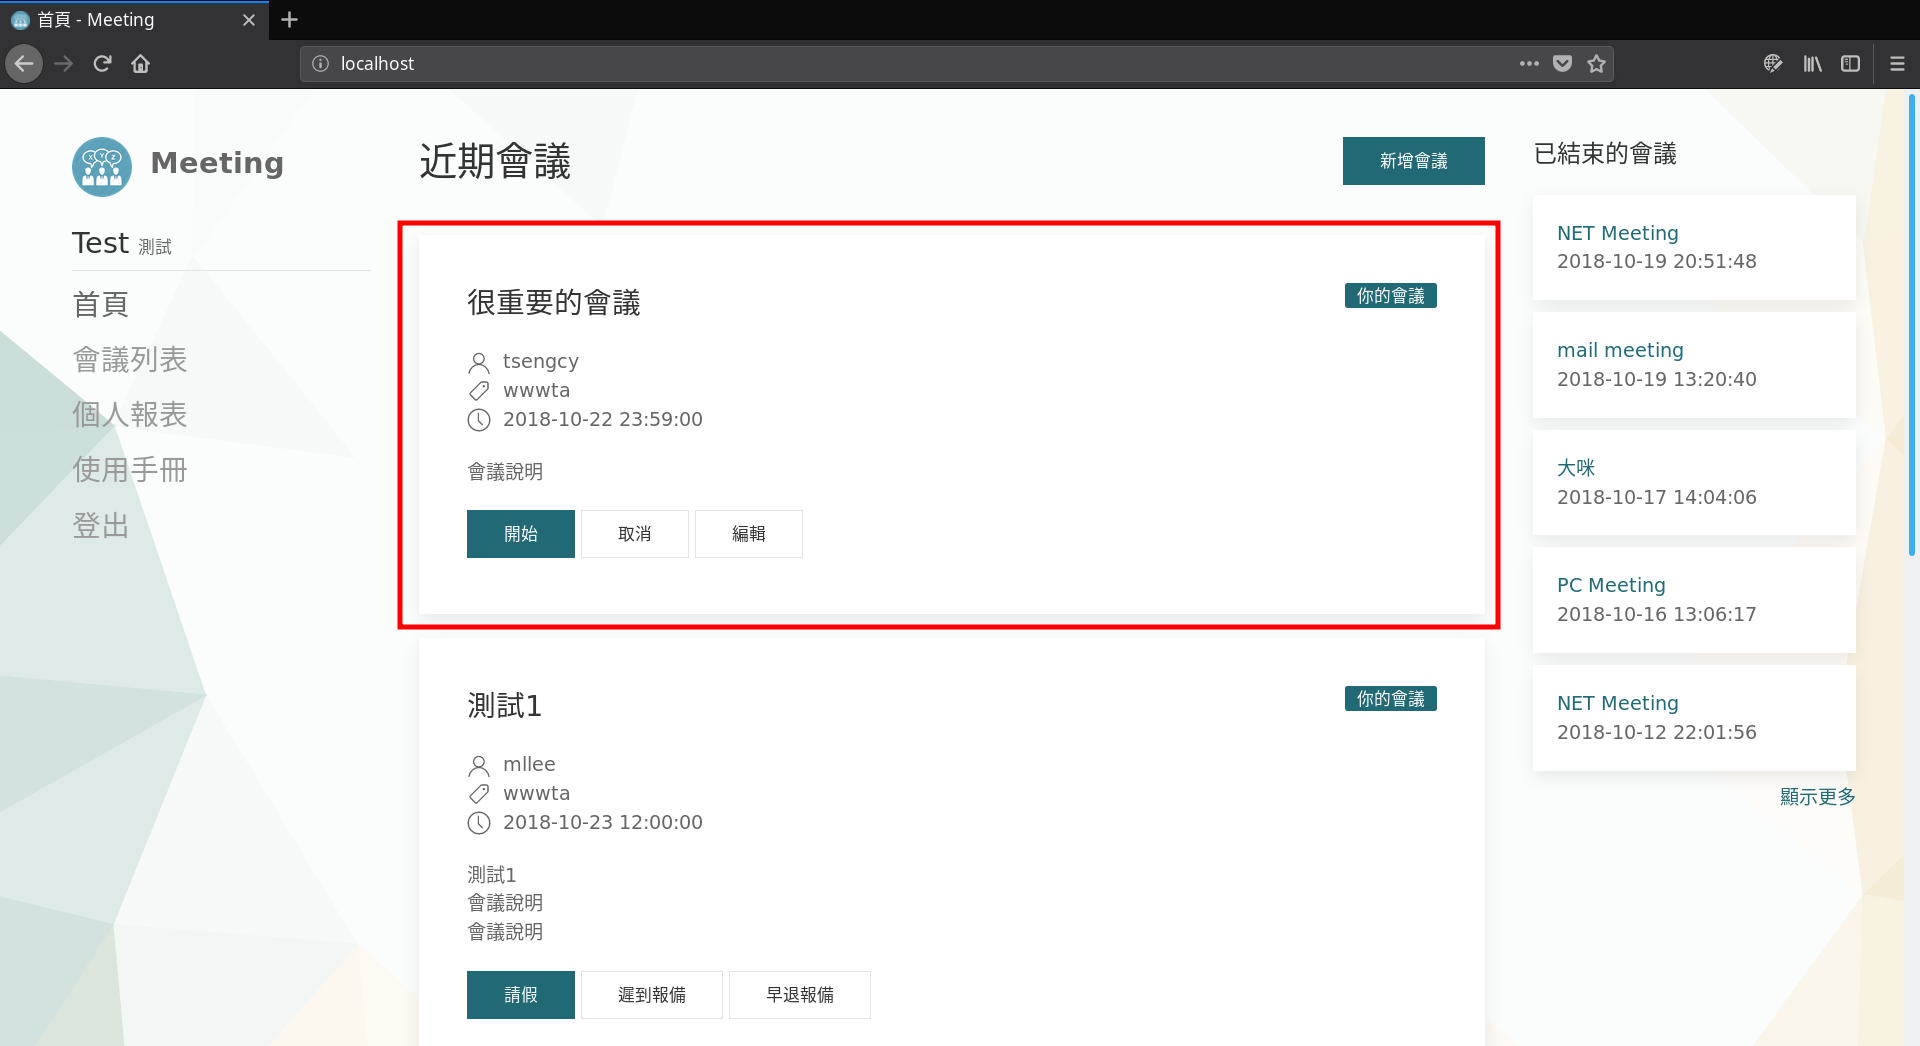 首頁 - Meeting
localhost
Meeting
Test 測試
首頁
會議列表
個人報表
使用手冊
登出
近期會議
新增會議
很重要的會議
你的會議
tsengcy
wwwta
2018-10-22 23:59:00
會議說明
開始
取消
編輯
測試1
你的會議
mllee
wwwta
2018-10-23 12:00:00
測試1
會議說明
會議說明
請假
遲到報備
早退報備
已結束的會議
NET Meeting
2018-10-19 20:51:48
mail meeting
2018-10-19 13:20:40
大咪
2018-10-17 14:04:06
PC Meeting
2018-10-16 13:06:17
NET Meeting
2018-10-12 22:01:56
顯示更多